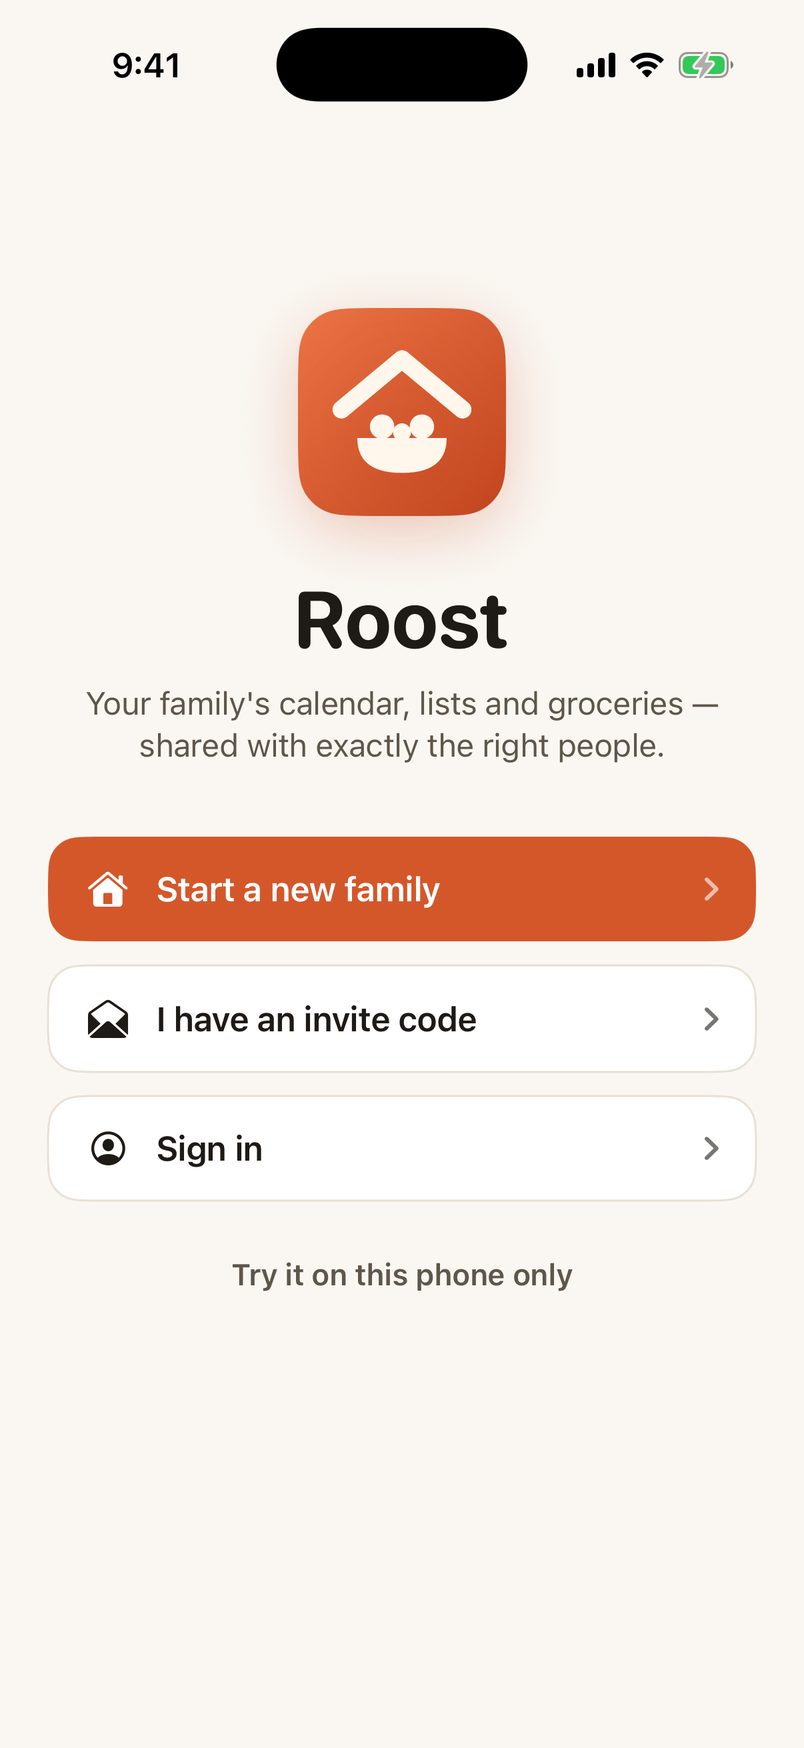 9:41
Roost
Your family's calendar, lists and groceries —
shared with exactly the right people.
Start a new family
I have an invite code
Sign in
Try it on this phone only